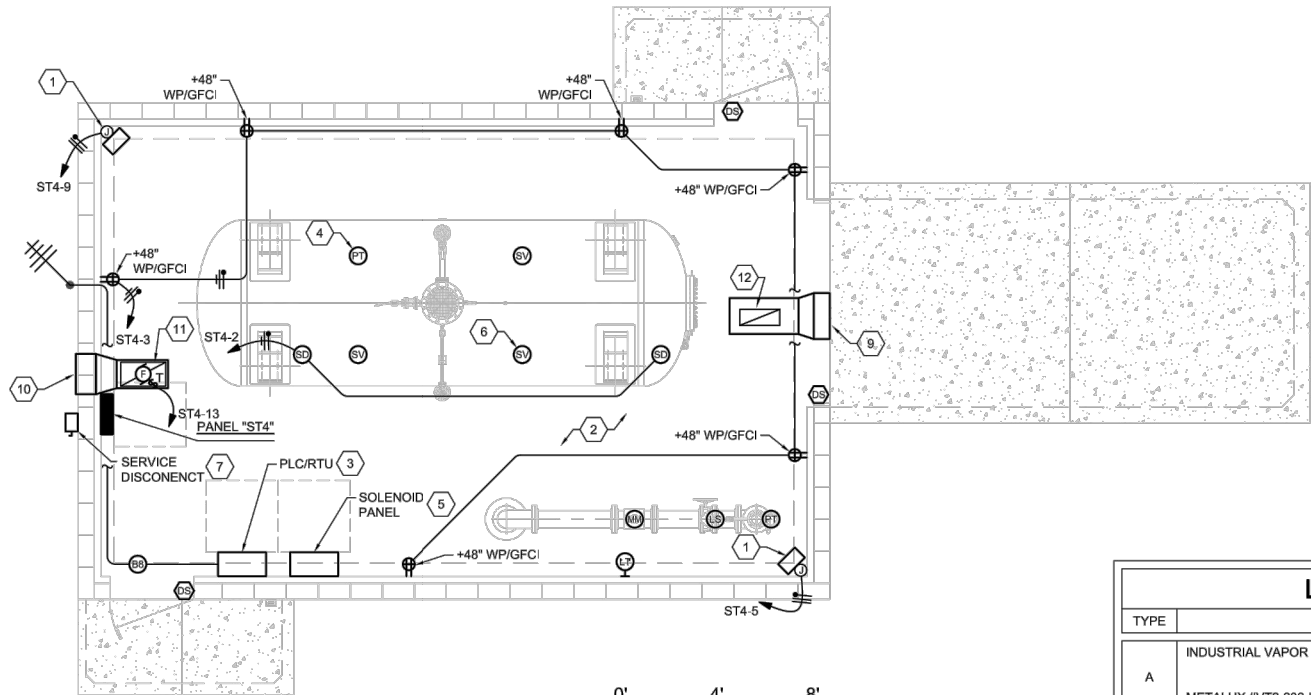 1
+48"
WP/GFCI
+48"
WP/GFCI
DS
J
ST4-9
+48" WP/GFCI
4
PT
SV
+48"
WP/GFCI
12
ST4-3
11
ST4-2
6
SD
SV
SV
SD
9
10
F
T
DS
ST4-13
PANEL "ST4"
2
+48" WP/GFCI
SERVICE
DISCONENCT
7
PLC/RTU
3
SOLENOID
PANEL
5
MM
LS
PT
1
+48" WP/GFCI
B8
LT
J
DS
ST4-5
L
TYPE
INDUSTRIAL VAPOR
A
0'
4'
8'